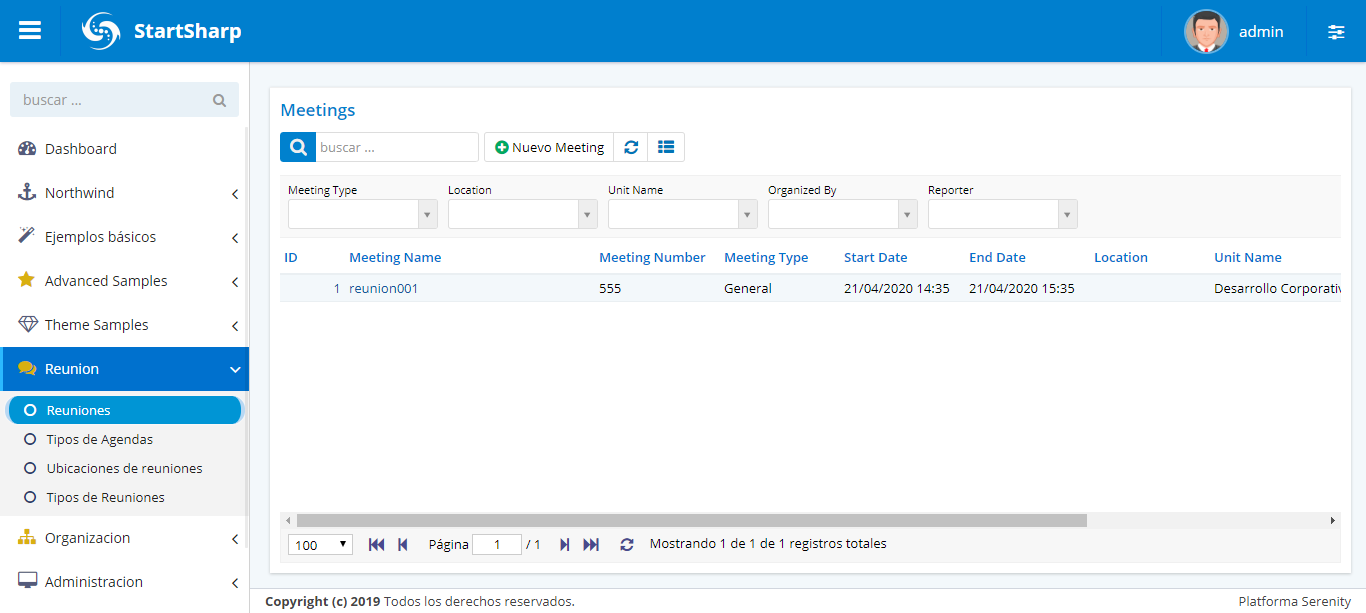 StartSharp
admin
buscar ...
Dashboard
Northwind
Ejemplos básicos
Advanced Samples
Theme Samples
Reunion
Reuniones
Tipos de Agendas
Ubicaciones de reuniones
Tipos de Reuniones
Organizacion
Administracion
Meetings
buscar ...
Nuevo Meeting
Meeting Type Location Unit Name Organized By Reporter
ID Meeting Name Meeting Number Meeting Type Start Date End Date Location Unit Name
1 reunion001 555 General 21/04/2020 14:35 21/04/2020 15:35 Desarrollo Corporativ
100 Página 1 / 1 Mostrando 1 de 1 de 1 registros totales
Copyright (c) 2019 Todos los derechos reservados. Platforma Serenity